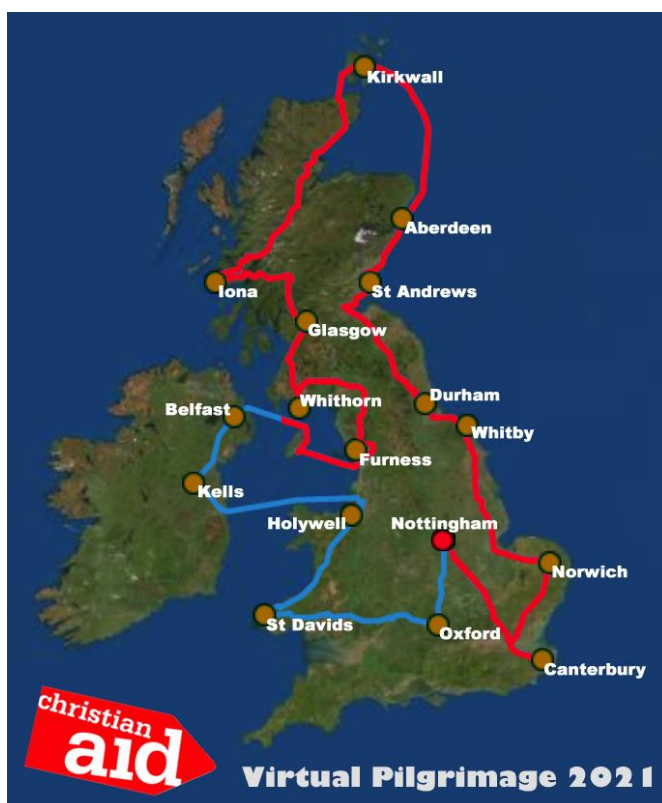 Kirkwall
Aberdeen
Iona
St Andrews
Glasgow
Durham
Belfast
Whithorn
Whitby
Furness
Kells
Holywell
Nottingham
Norwich
St Davids
Oxford
Canterbury
christian
aid
Virtual Pilgrimage 2021